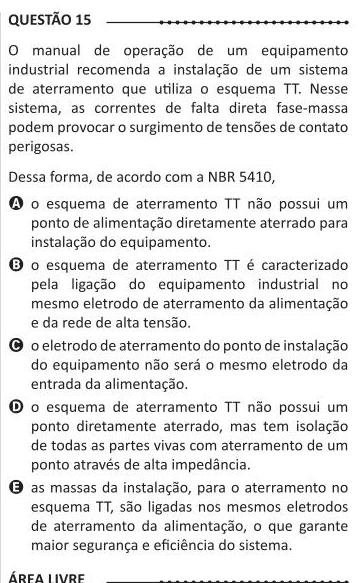 QUESTÃO 15
O manual de operação de um equipamento
industrial recomenda a instalação de um sistema
de aterramento que utiliza o esquema TT. Nesse
sistema, as correntes de falta direta fase-massa
podem provocar o surgimento de tensões de contato
perigosas.
Dessa forma, de acordo com a NBR 5410,
A o esquema de aterramento TT não possui um
ponto de alimentação diretamente aterrado para
instalação do equipamento.
B o esquema de aterramento TT é caracterizado
pela ligação do equipamento industrial no
mesmo eletrodo de aterramento da alimentação
e da rede de alta tensão.
C o eletrodo de aterramento do ponto de instalação
do equipamento não será o mesmo eletrodo da
entrada da alimentação.
D o esquema de aterramento TT não possui um
ponto diretamente aterrado, mas tem isolação
de todas as partes vivas com aterramento de um
ponto através de alta impedância.
E as massas da instalação, para o aterramento no
esquema TT, são ligadas nos mesmos eletrodos
de aterramento da alimentação, o que garante
maior segurança e eficiência do sistema.
ÁREA LIVRE